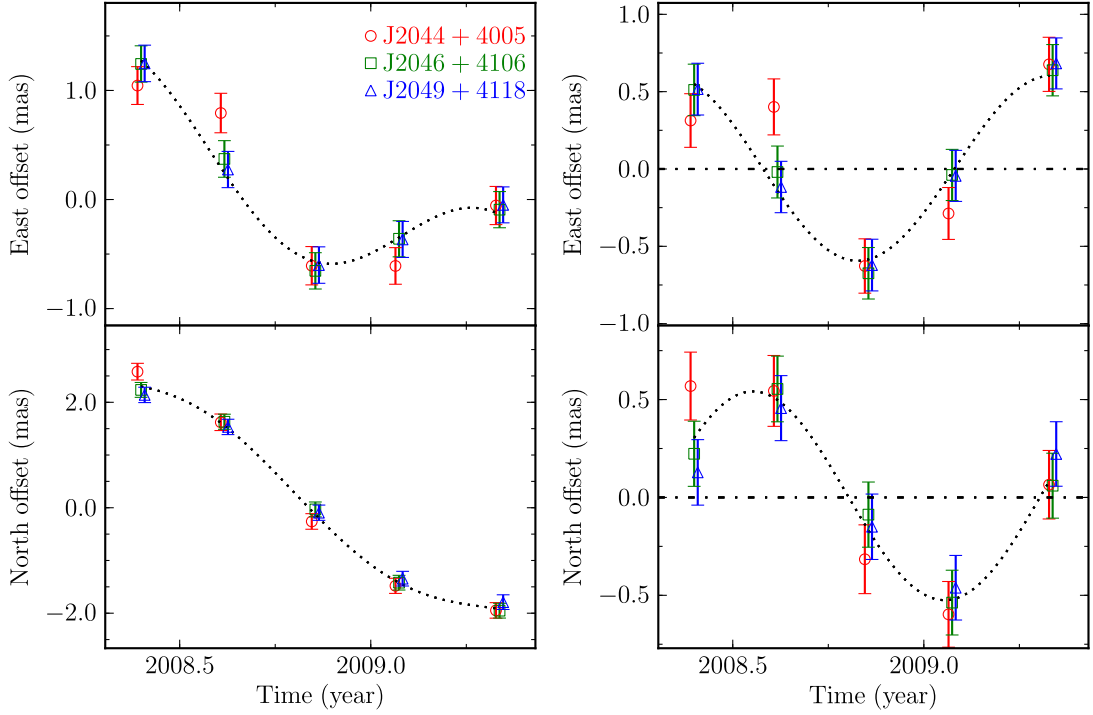 East offset (mas)
1.0
0.0
−1.0
J2044 + 4005
J2046 + 4106
J2049 + 4118
East offset (mas)
1.0
0.5
0.0
−0.5
−1.0
North offset (mas)
2.0
0.0
−2.0
2008.5
2009.0
Time (year)
North offset (mas)
0.5
0.0
−0.5
2008.5
2009.0
Time (year)